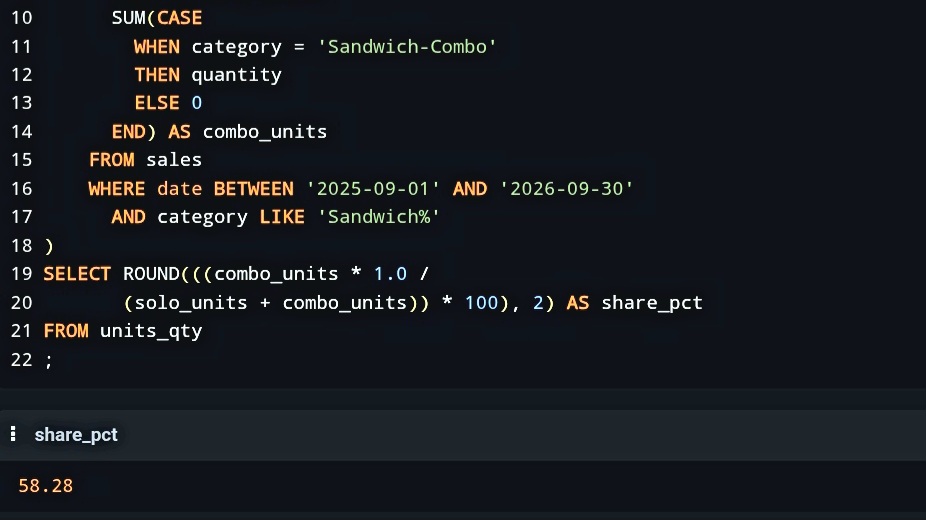 10 SUM(CASE
11 WHEN category = 'Sandwich-Combo'
12 THEN quantity
13 ELSE 0
14 END) AS combo_units
15 FROM sales
16 WHERE date BETWEEN '2025-09-01' AND '2026-09-30'
17 AND category LIKE 'Sandwich%'
18 )
19 SELECT ROUND(((combo_units * 1.0 /
20 (solo_units + combo_units)) * 100), 2) AS share_pct
21 FROM units_qty
22 ;
share_pct
58.28